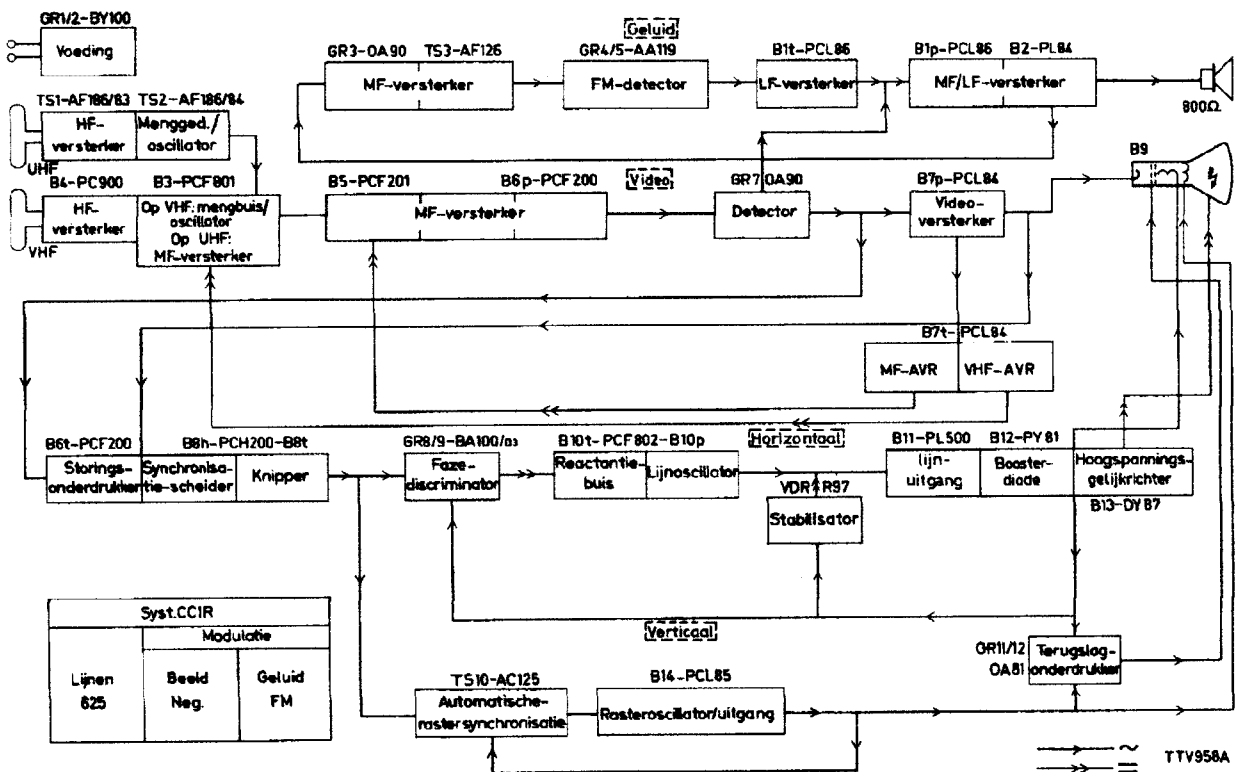 GR1/2-BY100
Voeding
Geluid
GR3-OA90 TS3-AF126
MF-versterker
GR4/5-AA119
FM-detector
B1t-PCL86
LF-versterker
B1p-PCL86 B2-PL84
MF/LF-versterker
800Ω
TS1-AF186/83 TS2-AF186/84
HF-
versterker
Mengged./
oscillator
UHF
B4-PC900 B3-PCF801
HF-
versterker
Op VHF: mengbuis/
oscillator
Op UHF:
MF-versterker
VHF
B5-PCF201 B6p-PCF200
MF-versterker
Video
GR7-OA90
Detector
B7p-PCL84
Video-
versterker
B9
B7t-PCL84
MF-AVR VHF-AVR
B6t-PCF200 B8h-PCH200-B8t
Storings-
onderdrukker
Synchronisa-
tie-scheider
Knipper
GR8/9-BA100/03
Faze-
discriminator
B10t-PCF802-B10p
Reactantie-
buis
Lijnoscillator
Horizontaal
VDR-R97
Stabilisator
B11-PL500 B12-PY81
lijn-
uitgang
Booster-
diode
Hoogspannings-
gelijkrichter
B13-DY87
Syst.CCIR
Modulatie
Lijnen
625
Beeld
Neg.
Geluid
FM
Verticaal
TS10-AC125
Automatische-
rastersynchronisatie
B14-PCL85
Rasteroscillator/uitgang
GR11/12
OA81
Terugslag-
onderdrukker
~
=
TTV958A